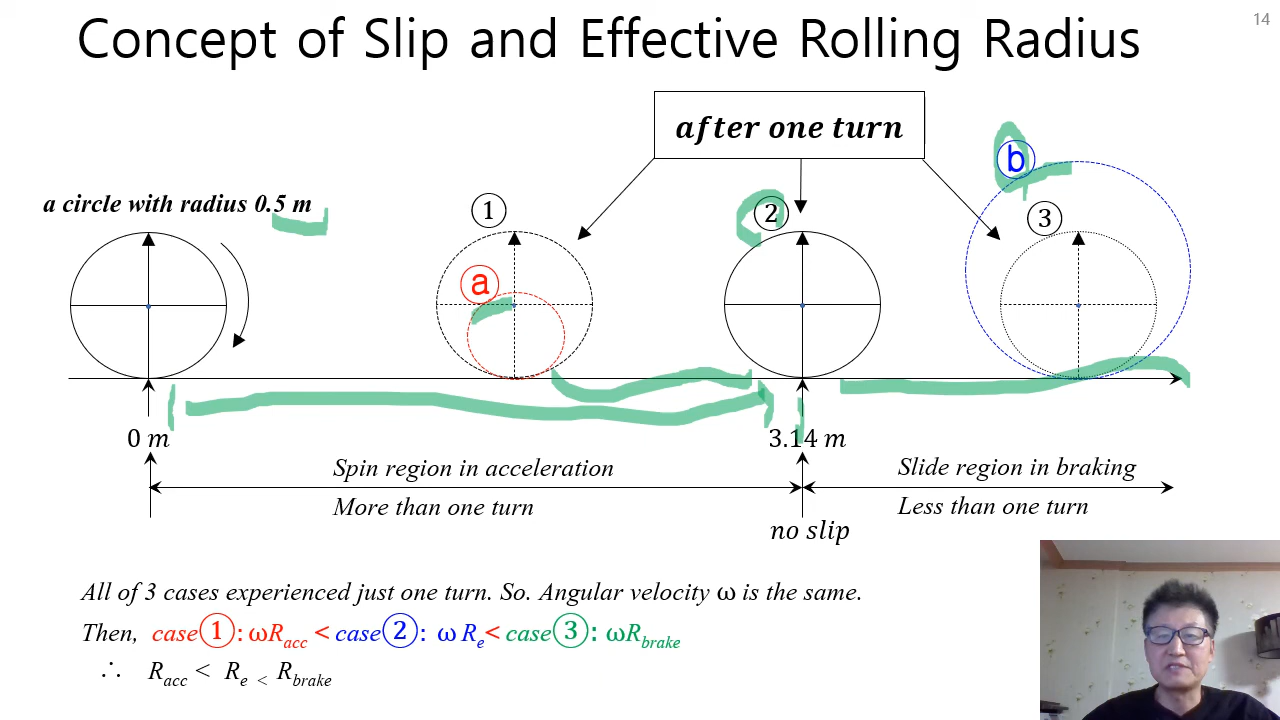 14
Concept of Slip and Effective Rolling Radius
after one turn
a circle with radius 0.5 m
1
2
3
a
b
0 m
3.14 m
Spin region in acceleration
More than one turn
Slide region in braking
Less than one turn
no slip
All of 3 cases experienced just one turn. So. Angular velocity ω is the same.
Then, case①: ωRacc < case②: ω Re< case③: ωRbrake
∴ Racc < Re < Rbrake